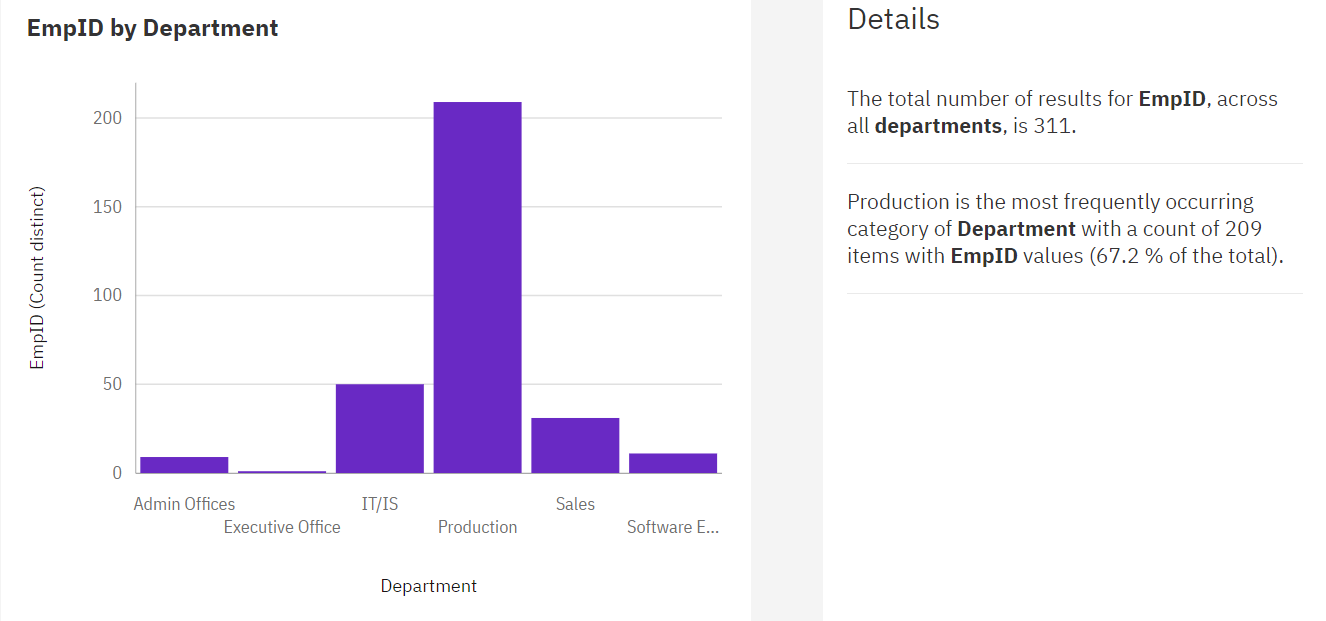 EmpID by Department
EmpID (Count distinct)
200
150
100
50
0
Admin Offices
Executive Office
IT/IS
Production
Sales
Software E...
Department
Details
The total number of results for EmpID, across
all departments, is 311.
Production is the most frequently occurring
category of Department with a count of 209
items with EmpID values (67.2 % of the total).